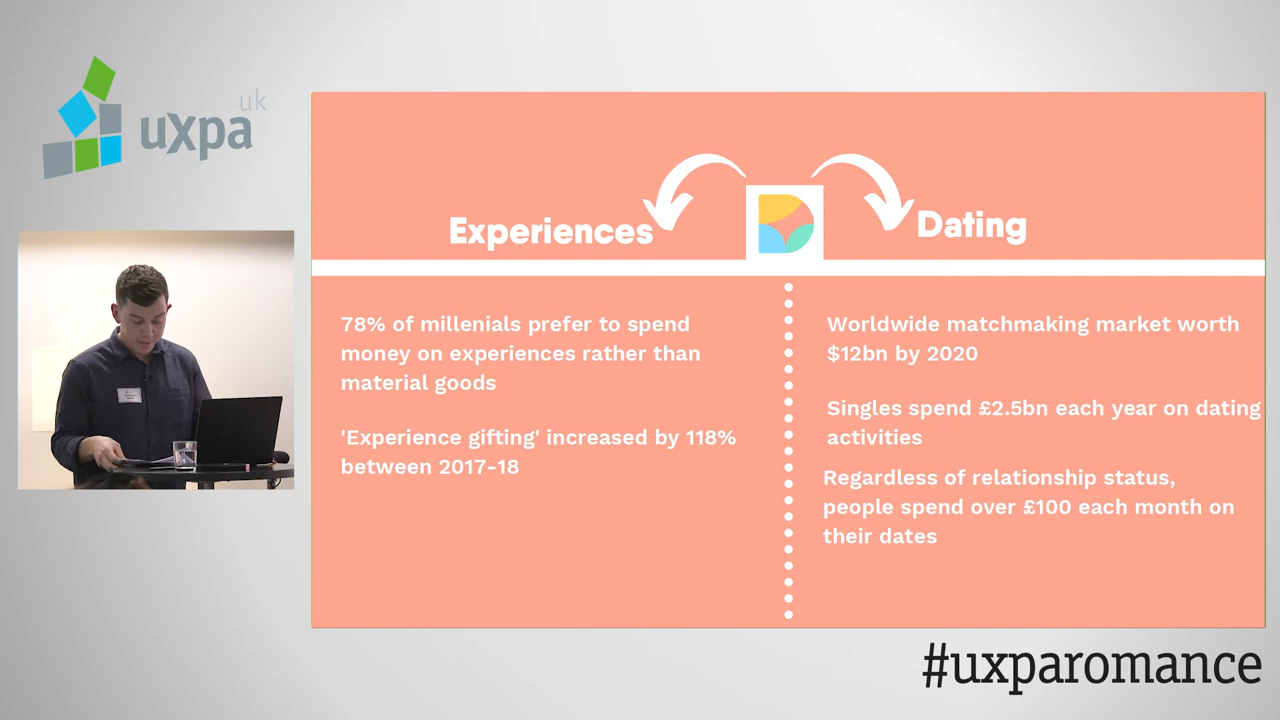 uk
uxpa
Experiences
Dating
78% of millenials prefer to spend
money on experiences rather than
material goods
'Experience gifting' increased by 118%
between 2017-18
Worldwide matchmaking market worth
$12bn by 2020
Singles spend £2.5bn each year on dating
activities
Regardless of relationship status,
people spend over £100 each month on
their dates
#uxparomance